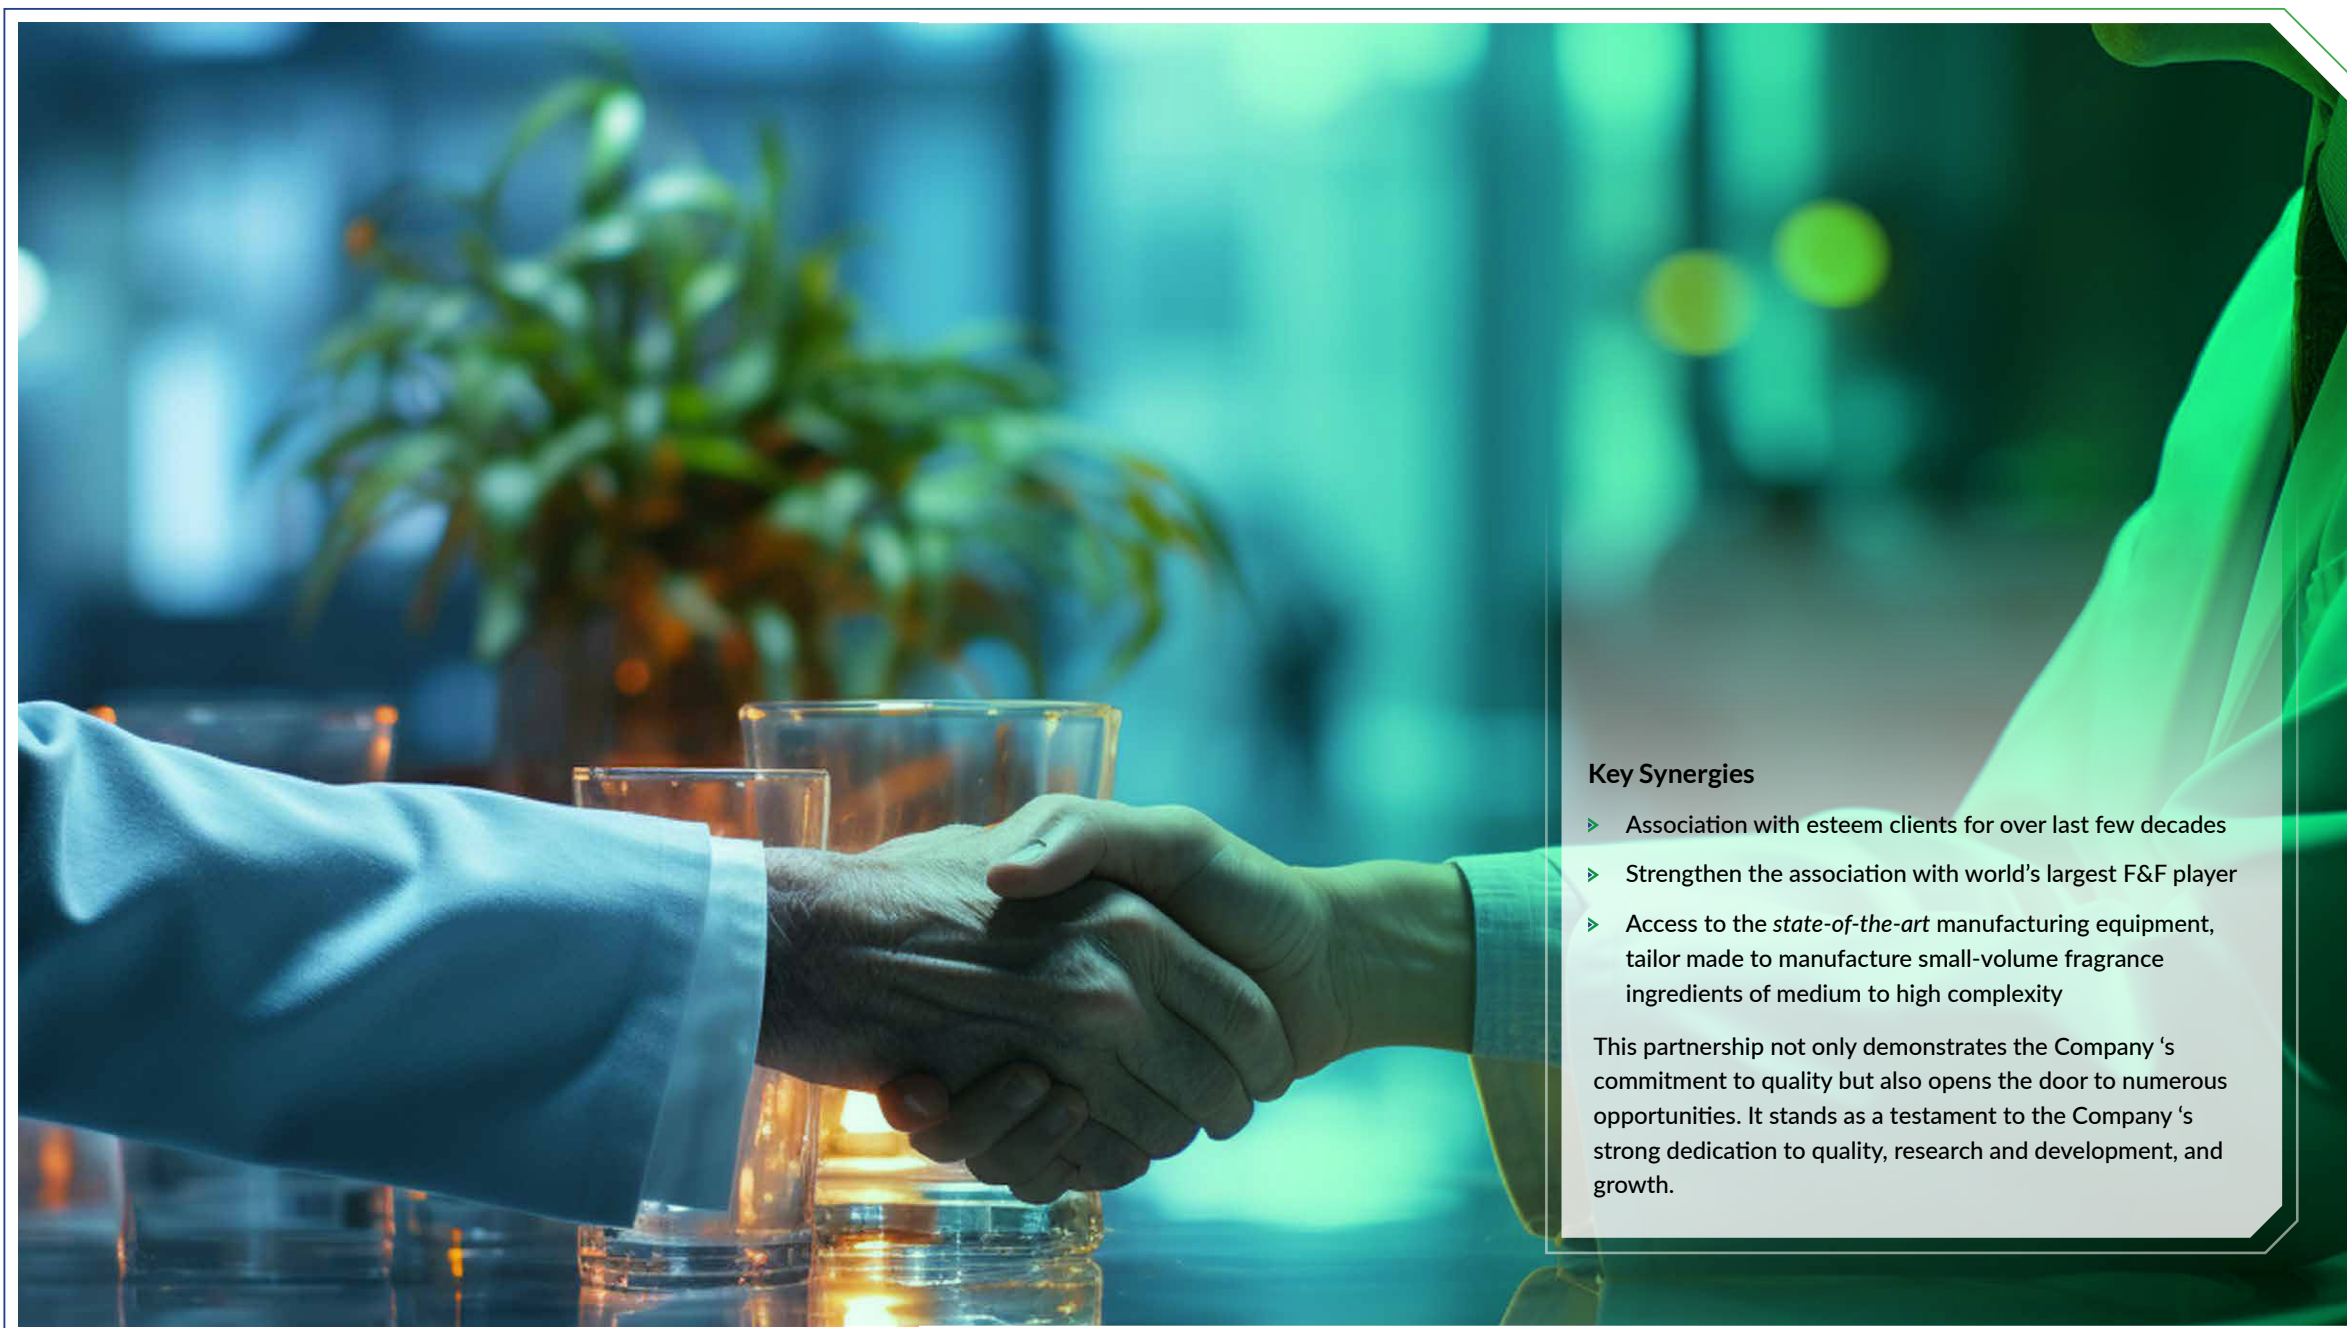 Key Synergies
Association with esteem clients for over last few decades
Strengthen the association with world’s largest F&F player
Access to the state-of-the-art manufacturing equipment,
tailor made to manufacture small-volume fragrance
ingredients of medium to high complexity
This partnership not only demonstrates the Company ‘s
commitment to quality but also opens the door to numerous
opportunities. It stands as a testament to the Company ‘s
strong dedication to quality, research and development, and
growth.